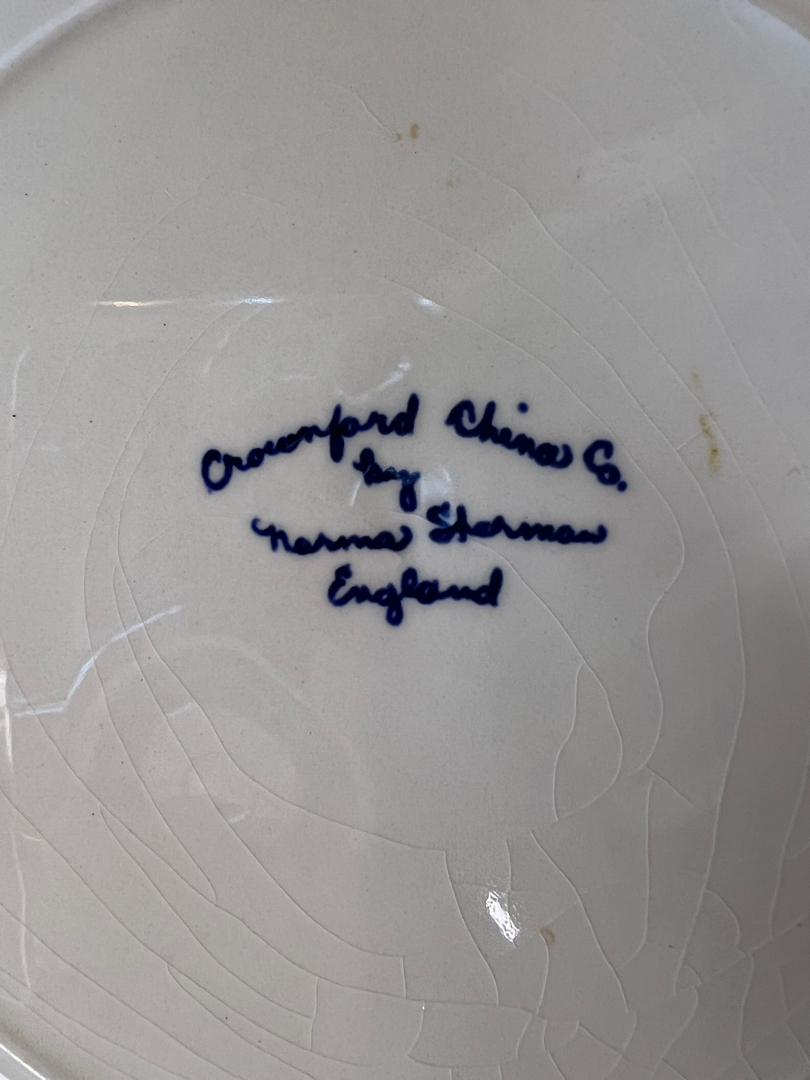 Crownford China Co.
by
Norma Sherman
England